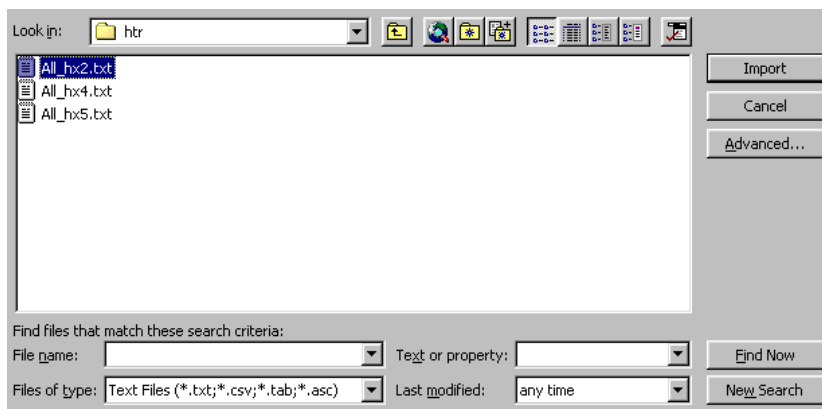 Look in: htr
All_hx2.txt
All_hx4.txt
All_hx5.txt
Import
Cancel
Advanced...
Find files that match these search criteria:
File name: Text or property: Find Now
Files of type: Text Files (*.txt;*.csv;*.tab;*.asc) Last modified: any time New Search